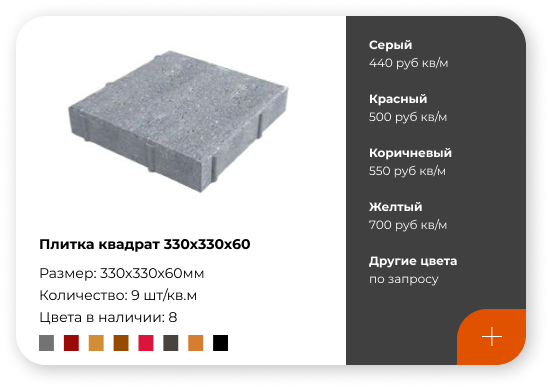 Плитка квадрат 330х330х60
Размер: 330х330х60мм
Количество: 9 шт/кв.м
Цвета в наличии: 8
Серый
440 руб кв/м
Красный
500 руб кв/м
Коричневый
550 руб кв/м
Желтый
700 руб кв/м
Другие цвета
по запросу